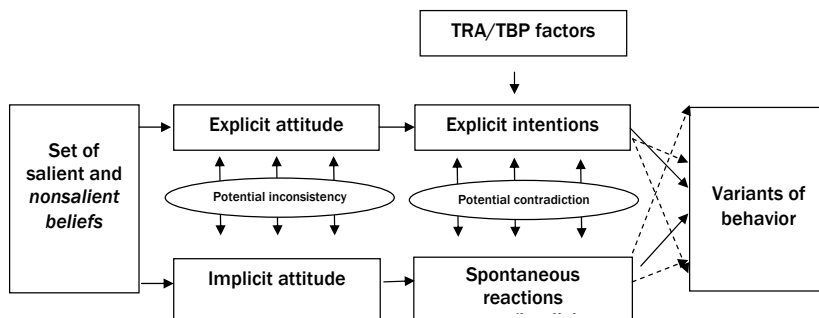 TRA/TBP factors
Set of
salient and
nonsalient
beliefs
Explicit attitude
Explicit intentions
Potential inconsistency
Potential contradiction
Variants of
behavior
Implicit attitude
Spontaneous
reactions